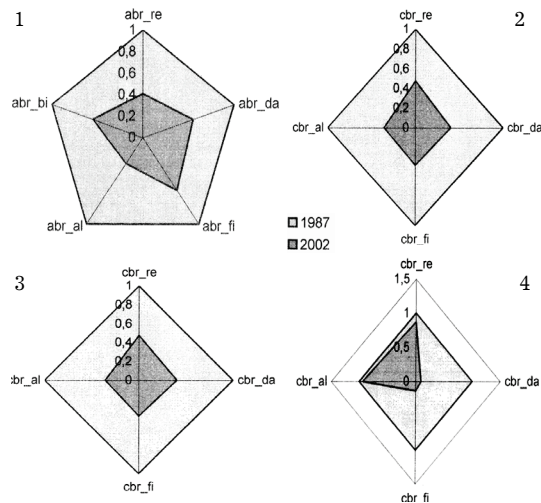 1
abr_re
1
0,8
0,6
0,4
0,2
0
abr_bi
abr_da
abr_al
abr_fi
2
cbr_re
1
0,8
0,6
0,4
0,2
0
cbr_al
cbr_da
cbr_fi
1987
2002
3
cbr_re
1
0,8
0,6
0,4
0,2
0
cbr_al
cbr_da
cbr_fi
4
cbr_re
1,5
1
0,5
0
cbr_al
cbr_da
cbr_fi